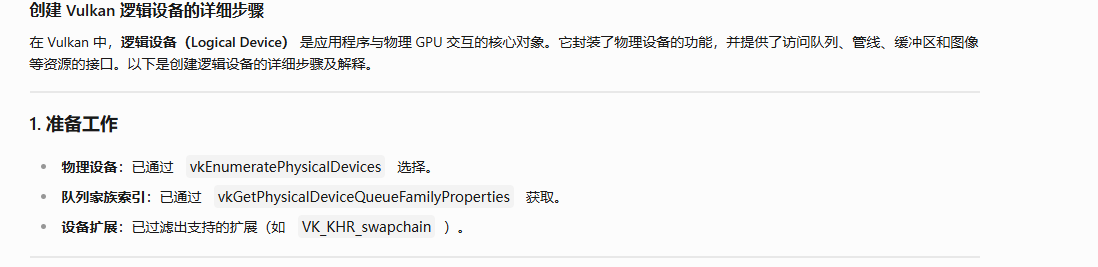 创建 Vulkan 逻辑设备的详细步骤
在 Vulkan 中，逻辑设备（Logical Device） 是应用程序与物理 GPU 交互的核心对象。它封装了物理设备的功能，并提供了访问队列、管线、缓冲区和图像
等资源的接口。以下是创建逻辑设备的详细步骤及解释。
1. 准备工作
• 物理设备：已通过 vkEnumeratePhysicalDevices 选择。
• 队列家族索引：已通过 vkGetPhysicalDeviceQueueFamilyProperties 获取。
• 设备扩展：已过滤出支持的扩展（如 VK_KHR_swapchain ）。